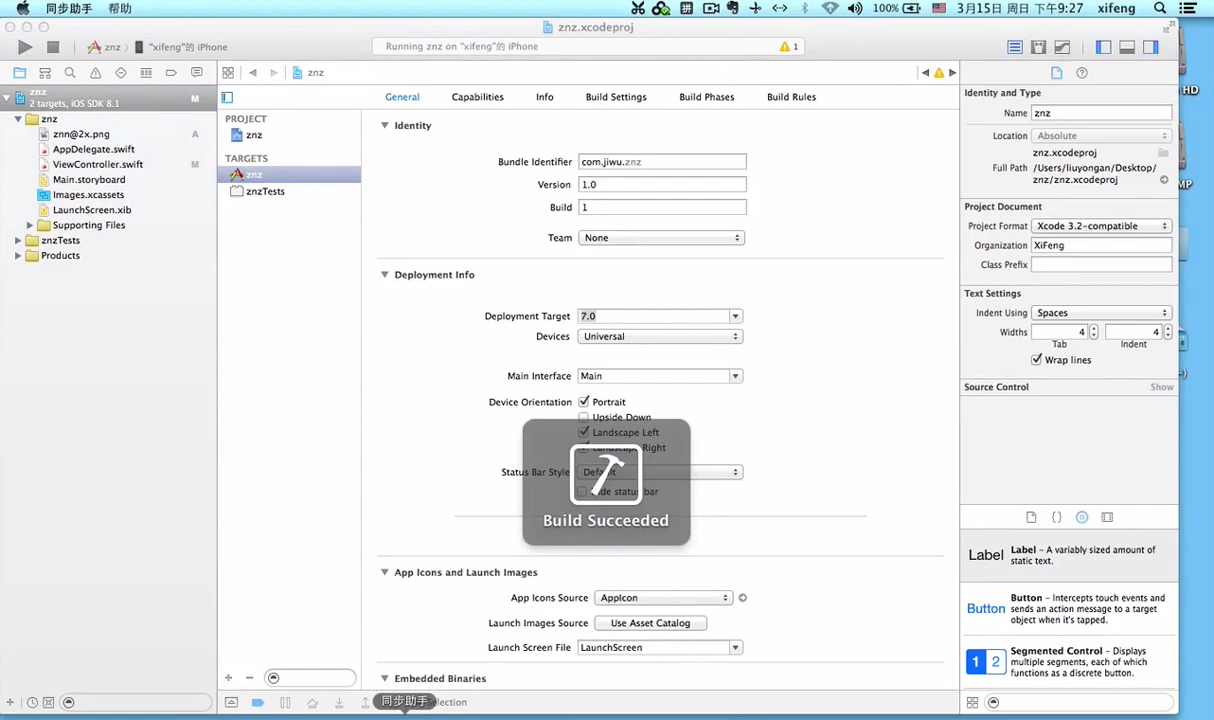 同步助手 帮助 100% 3月15日 周日 下午9:27 xifeng
znz.xcodeproj
znz "xifeng"的 iPhone Running znz on "xifeng"的 iPhone 1
znz
znz
2 targets, iOS SDK 8.1 M
znz
znn@2x.png A
AppDelegate.swift
ViewController.swift M
Main.storyboard
Images.xcassets
LaunchScreen.xib
Supporting Files
znzTests
Products
General Capabilities Info Build Settings Build Phases Build Rules
PROJECT
znz
TARGETS
znz
znzTests
Identity
Bundle Identifier com.jiwu.znz
Version 1.0
Build 1
Team None
Deployment Info
Deployment Target 7.0
Devices Universal
Main Interface Main
Device Orientation Portrait
Upside Down
Landscape Left
Landscape Right
Status Bar Style Default
Hide status bar
Build Succeeded
App Icons and Launch Images
App Icons Source AppIcon
Launch Images Source Use Asset Catalog
Launch Screen File LaunchScreen
Embedded Binaries
同步助手
Identity and Type
Name znz
Location Absolute
znz.xcodeproj
Full Path /Users/liuyongan/Desktop/
znz/znz.xcodeproj
Project Document
Project Format Xcode 3.2-compatible
Organization XiFeng
Class Prefix
Text Settings
Indent Using Spaces
Widths 4 4
Tab Indent
Wrap lines
Source Control Show
Label Label - A variably sized amount of
static text.
Button Button - Intercepts touch events and
sends an action message to a target
object when it's tapped.
1 2 Segmented Control - Displays
multiple segments, each of which
functions as a discrete button.
HD
MP